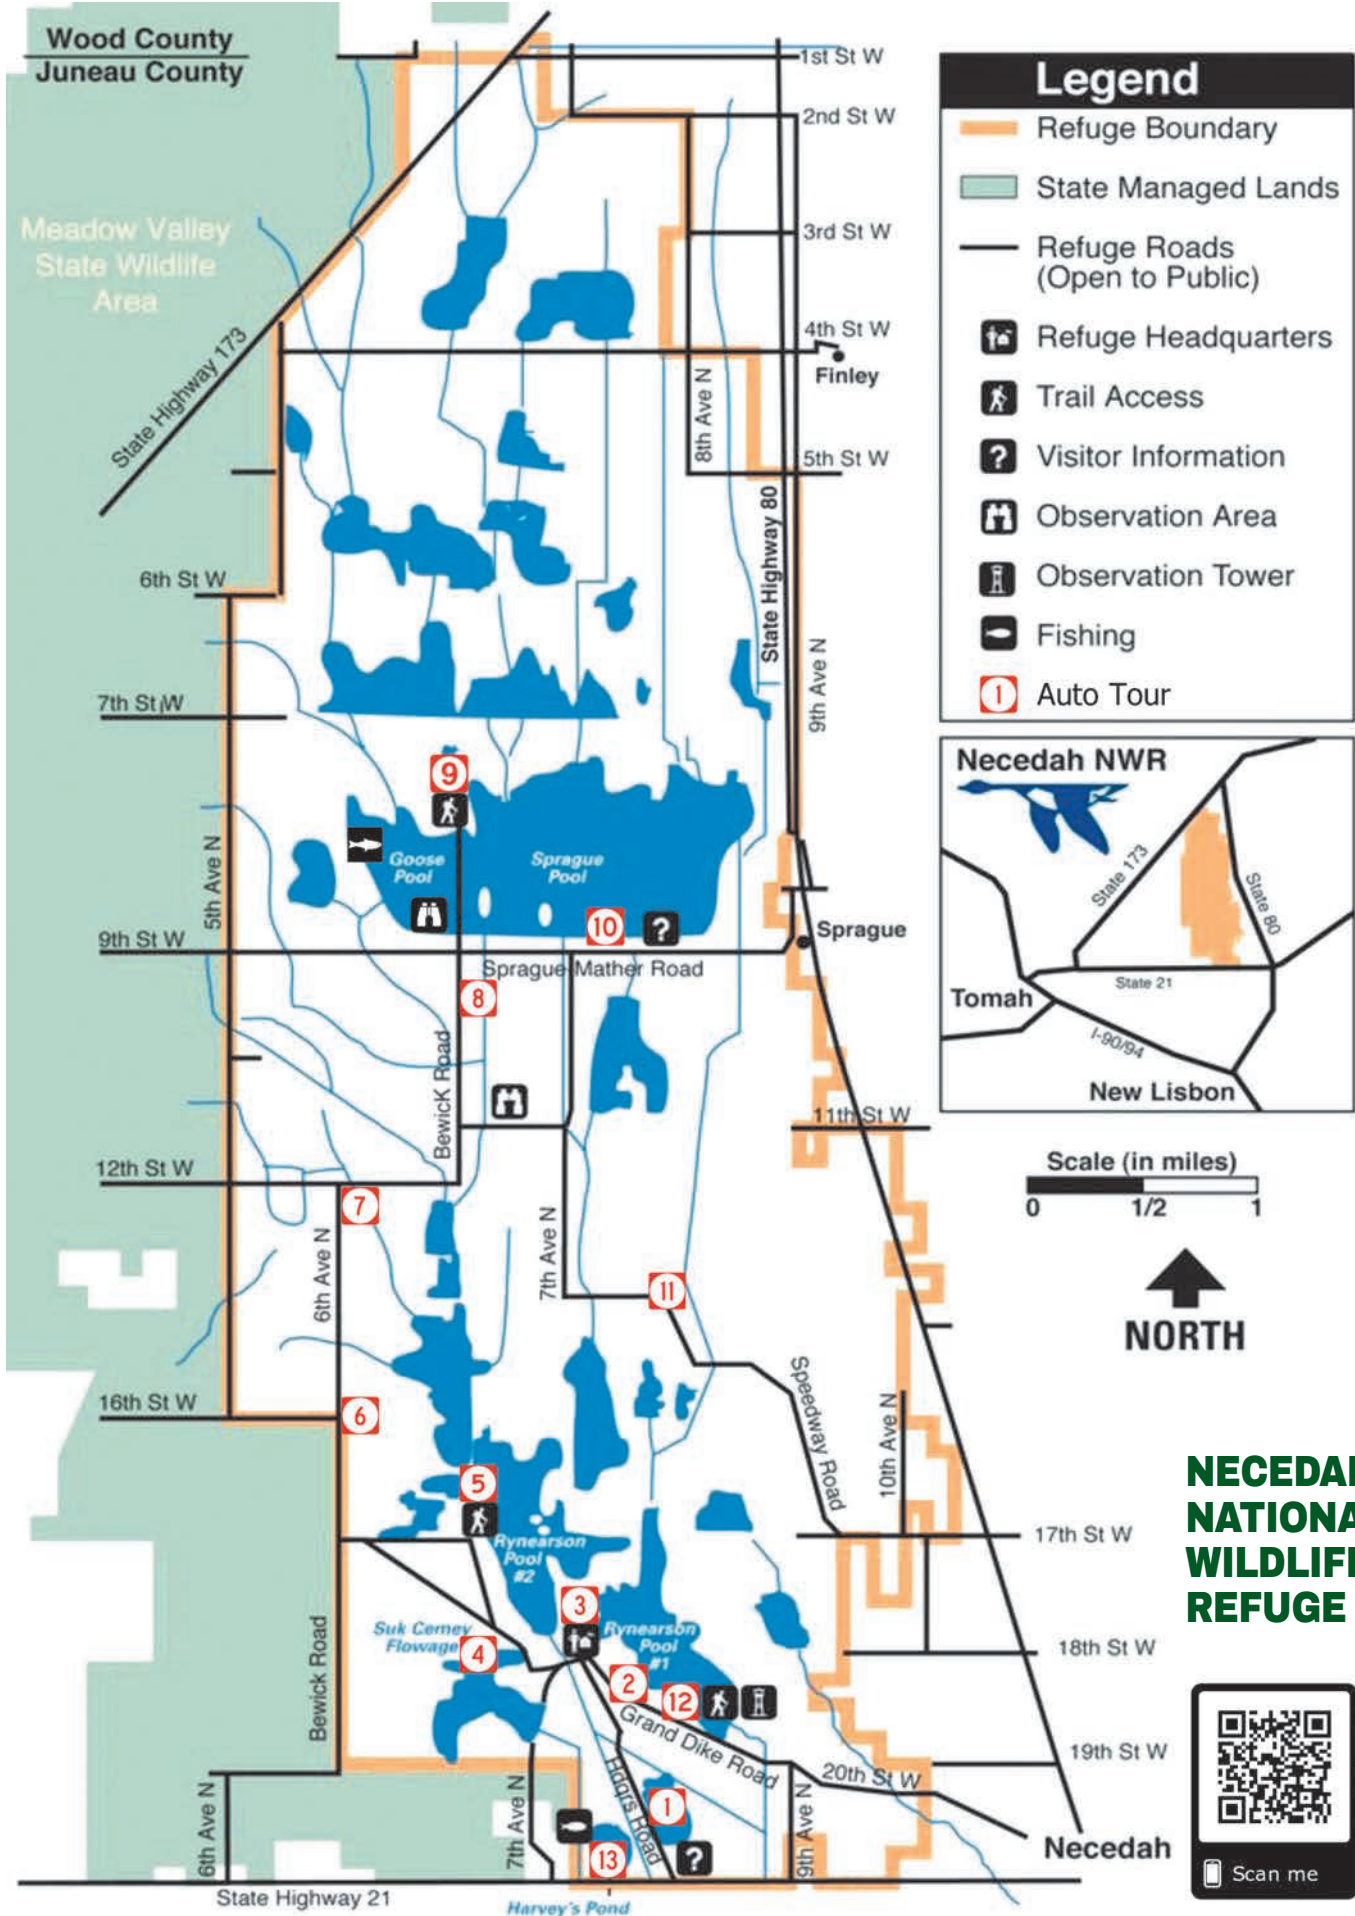 Wood County
Juneau County
1st St W
2nd St W
Meadow Valley
State Wildlife
Area
3rd St W
4th St W
Finley
State Highway 173
8th Ave N
5th St W
State Highway 80
6th St W
9th Ave N
7th St W
9
Goose
Pool
Sprague
Pool
5th Ave N
10
?
Sprague
9th St W
Sprague Mather Road
8
BewicK Road
11th St W
12th St W
7
6th Ave N
7th Ave N
11
Speedway Road
10th Ave N
16th St W
6
5
Rynearson
Pool
#2
17th St W
3
Suk Cerney
Flowage
4
Rynearson
Pool
#1
18th St W
2
12
Grand Dike Road
Bewick Road
19th St W
20th St W
6th Ave N
7th Ave N
Hdqrs Road
1
9th Ave N
Necedah
13
?
State Highway 21
Harvey's Pond
Legend
Refuge Boundary
State Managed Lands
Refuge Roads
(Open to Public)
Refuge Headquarters
Trail Access
? Visitor Information
Observation Area
Observation Tower
Fishing
1 Auto Tour
Necedah NWR
State 173
State 80
State 21
Tomah
I-90/94
New Lisbon
Scale (in miles)
0 1/2 1
NORTH
NECEDA
NATIONA
WILDLIF
REFUGE
Scan me